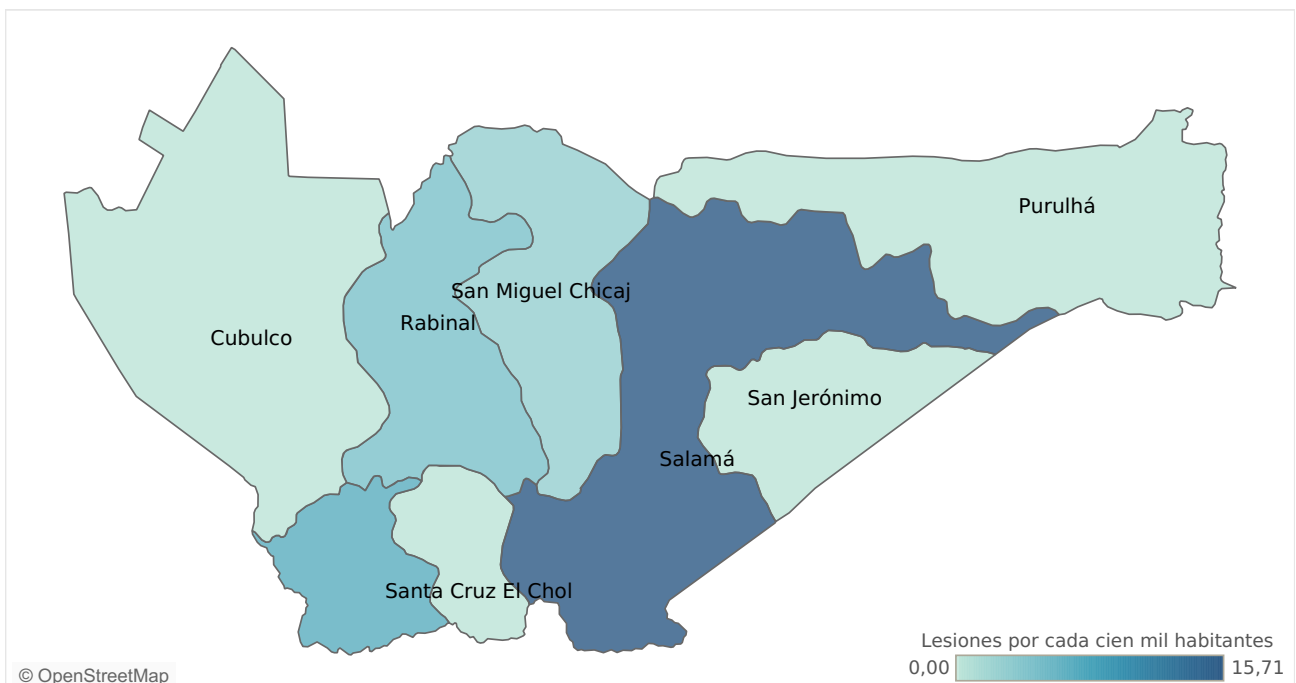 Purulhá
San Miguel Chicaj
Rabinal
Cubulco
San Jerónimo
Salamá
Santa Cruz El Chol
Lesiones por cada cien mil habitantes
0,00 15,71
© OpenStreetMap